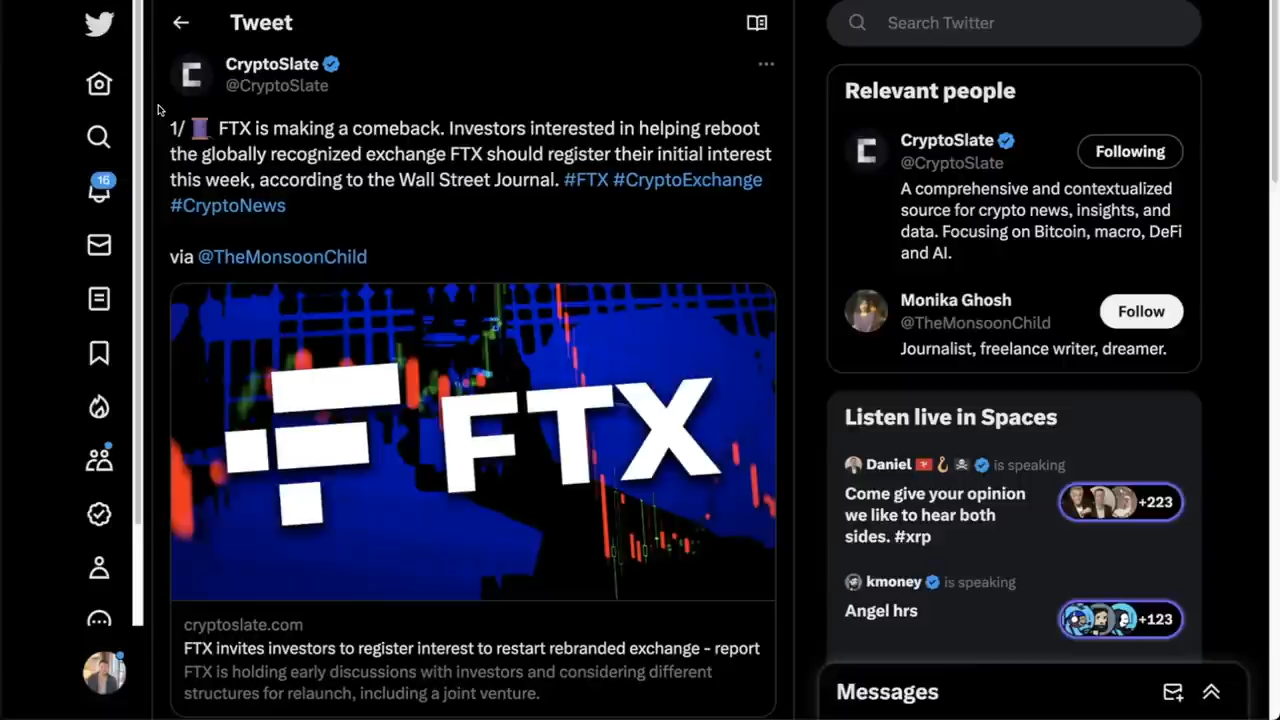 Tweet
CryptoSlate
@CryptoSlate
1/ 🧵 FTX is making a comeback. Investors interested in helping reboot
the globally recognized exchange FTX should register their initial interest
this week, according to the Wall Street Journal. #FTX #CryptoExchange
#CryptoNews
via @TheMonsoonChild
FTX
cryptoslate.com
FTX invites investors to register interest to restart rebranded exchange - report
FTX is holding early discussions with investors and considering different
structures for relaunch, including a joint venture.
16
Search Twitter
Relevant people
CryptoSlate
@CryptoSlate
Following
A comprehensive and contextualized
source for crypto news, insights, and
data. Focusing on Bitcoin, macro, DeFi
and AI.
Monika Ghosh
@TheMonsoonChild
Follow
Journalist, freelance writer, dreamer.
Listen live in Spaces
Daniel is speaking
Come give your opinion
we like to hear both
sides. #xrp
+223
kmoney is speaking
Angel hrs
+123
Messages